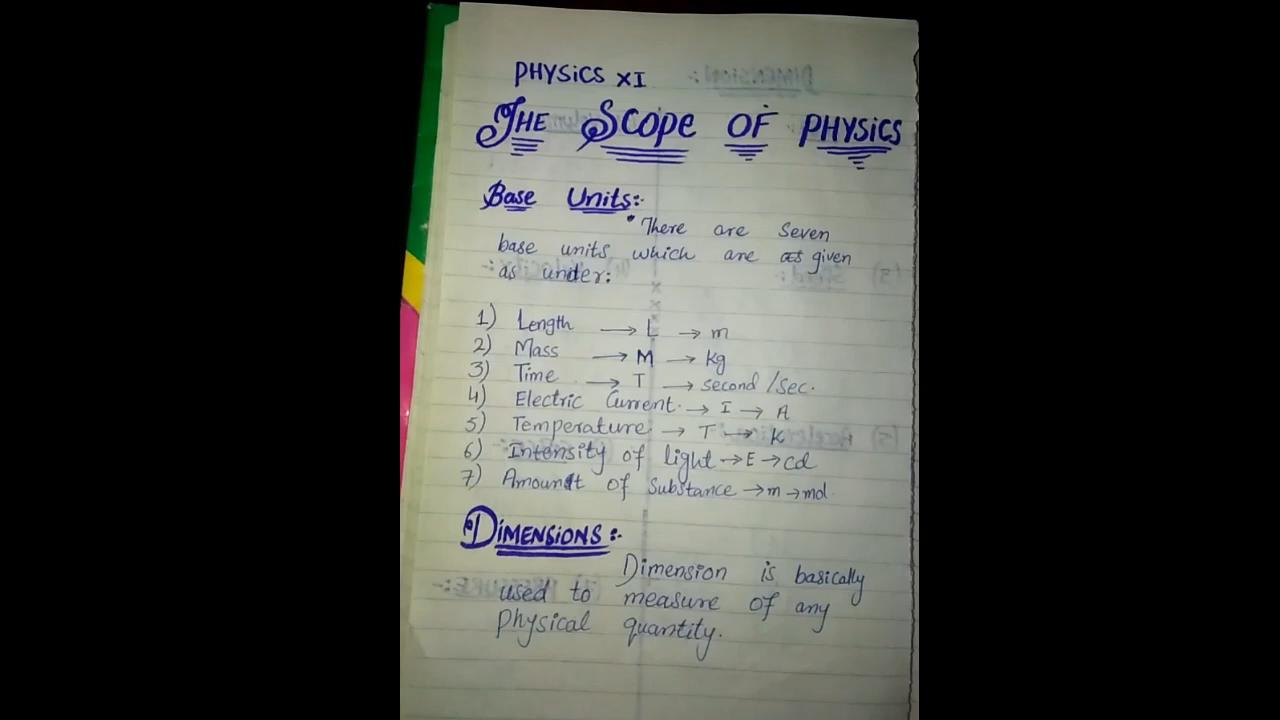 PHYSICS XI
THE SCOPE OF PHYSICS
Base Units:-
There are Seven
base units which are as given
as under:
1) Length → L → m
2) Mass → M → kg
3) Time → T → second /sec.
4) Electric Current → I → A
5) Temperature → T → K
6) Intensity of light → E → cd
7) Amount of Substance → m → mol
DIMENSIONS:-
Dimension is basically
used to measure of any
Physical quantity.